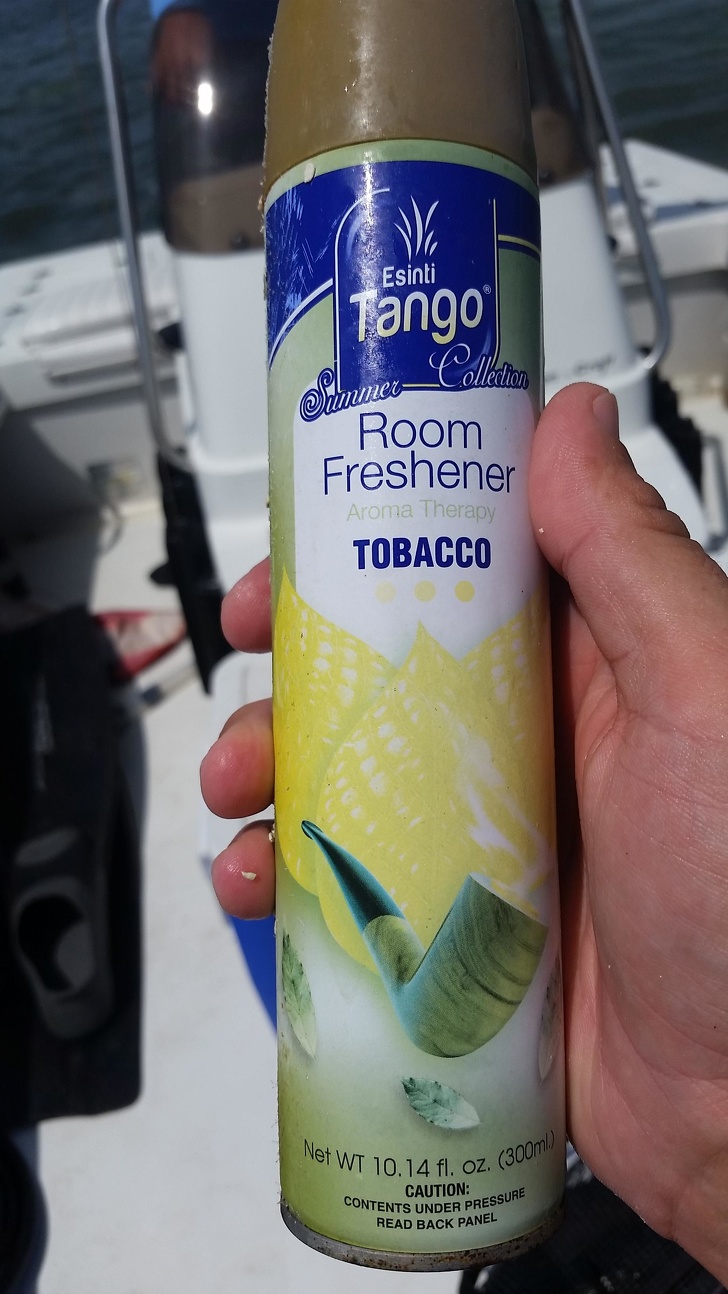 Esinti
Tango®
Summer Collection
Room
Freshener
Aroma Therapy
TOBACCO
Net WT 10.14 fl. oz. (300ml.)
CAUTION:
CONTENTS UNDER PRESSURE
READ BACK PANEL